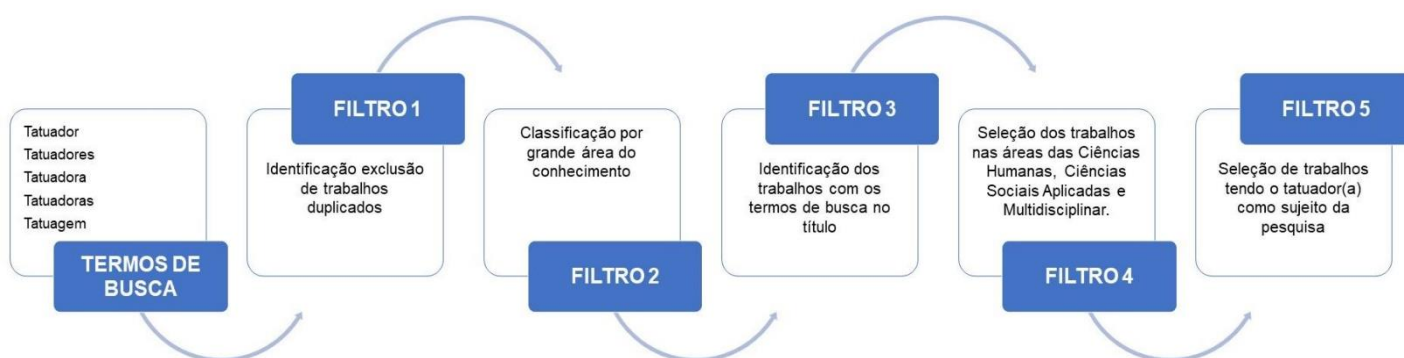 Tatuador
Tatuadores
Tatuadora
Tatuadoras
Tatuagem
TERMOS DE
BUSCA
FILTRO 1
Identificação exclusão
de trabalhos
duplicados
Classificação por
grande área do
conhecimento
FILTRO 2
FILTRO 3
Identificação dos
trabalhos com os
termos de busca no
título
Seleção dos trabalhos
nas áreas das Ciências
Humanas, Ciências
Sociais Aplicadas e
Multidisciplinar.
FILTRO 4
FILTRO 5
Seleção de trabalhos
tendo o tatuador(a)
como sujeito da
pesquisa